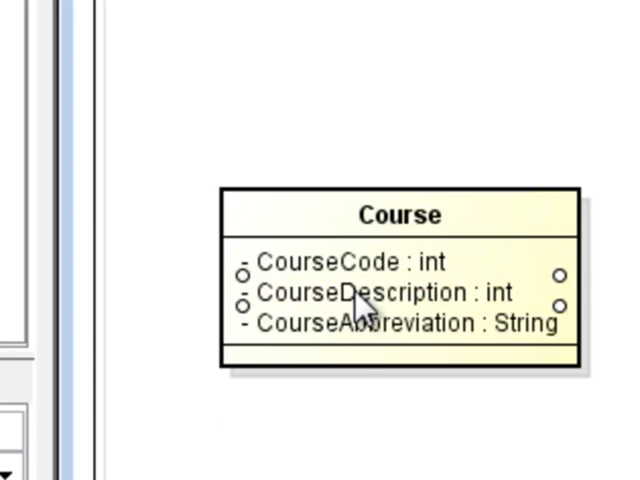 Course
- CourseCode : int
- CourseDescription : int
- CourseAbbreviation : String